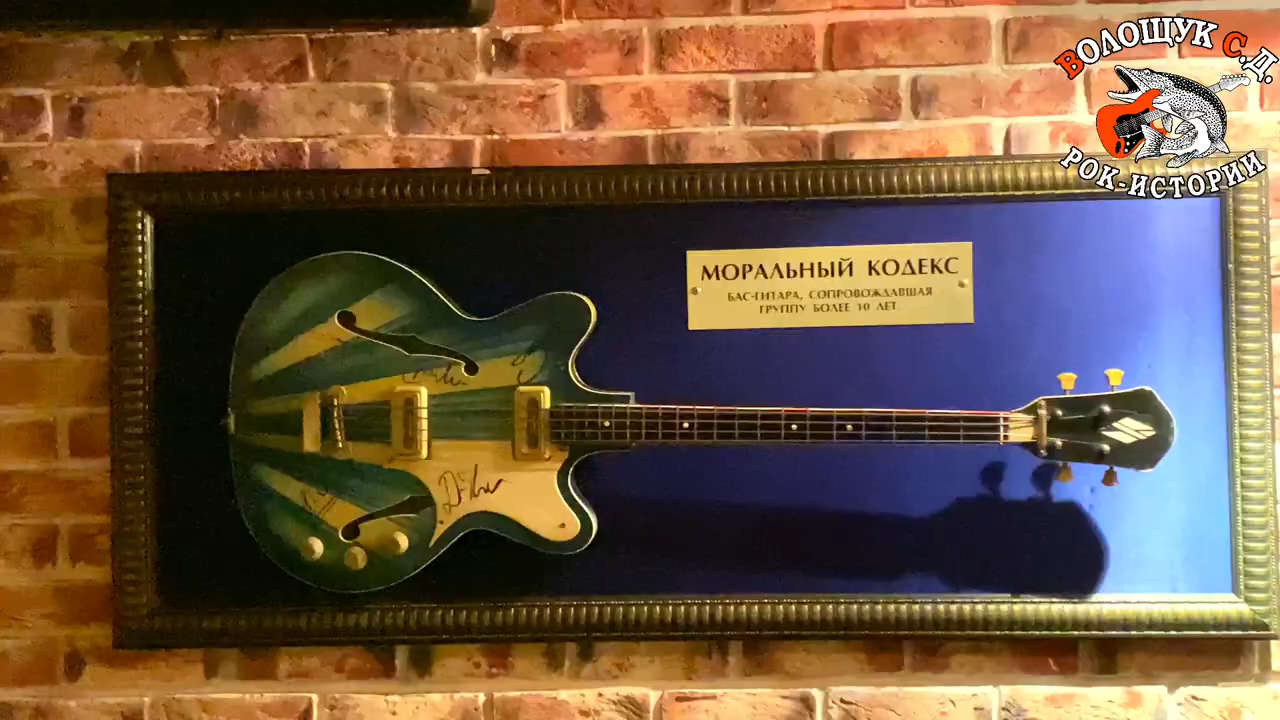 ВОЛОЩУК С.Д.
РОК-ИСТОРИИ
МОРАЛЬНЫЙ КОДЕКС
БАС-ГИТАРА, СОПРОВОЖДАВШАЯ
ГРУППУ БОЛЕЕ 10 ЛЕТ.